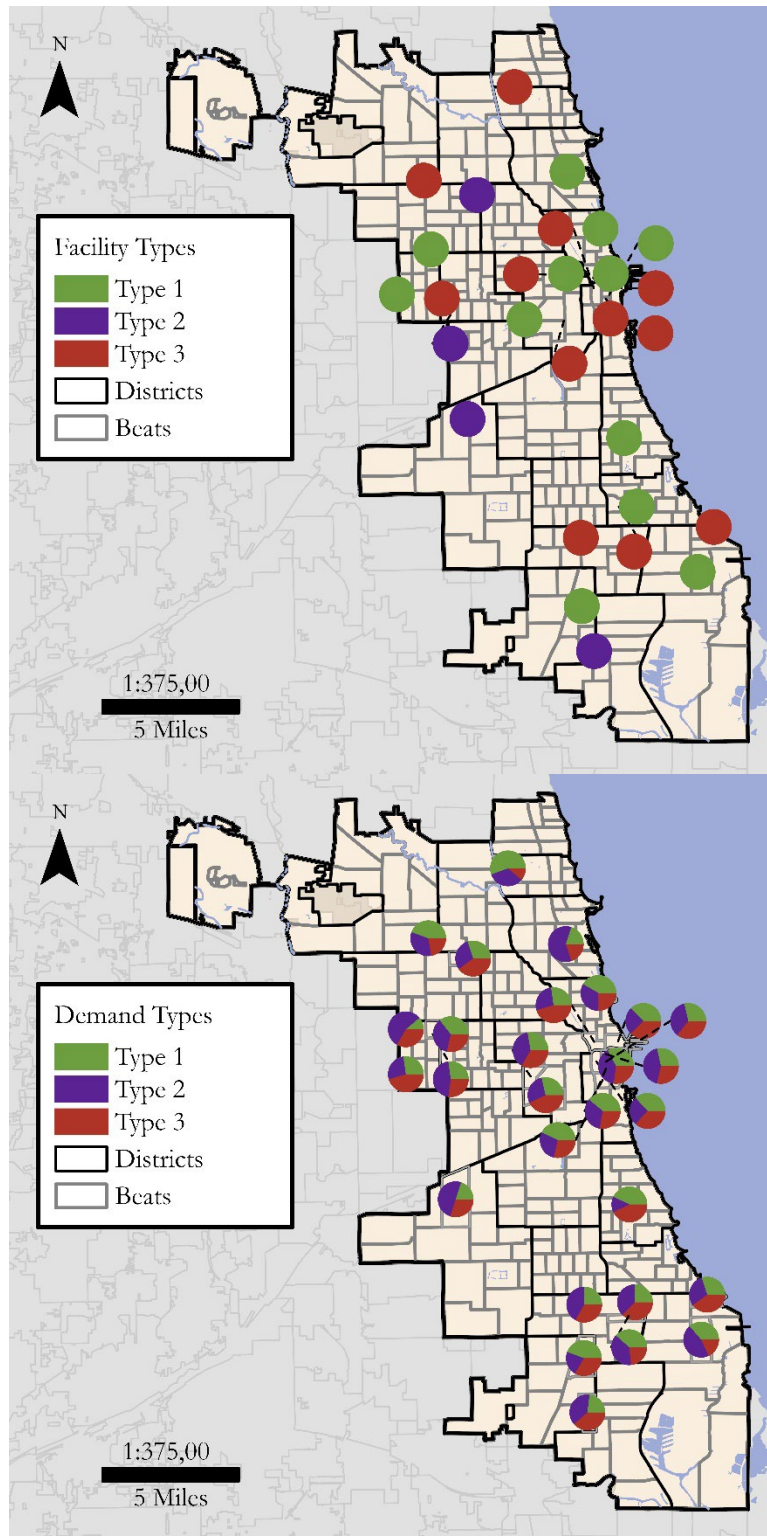 N
Facility Types
Type 1
Type 2
Type 3
Districts
Beats
1:375,00
5 Miles
N
Demand Types
Type 1
Type 2
Type 3
Districts
Beats
1:375,00
5 Miles